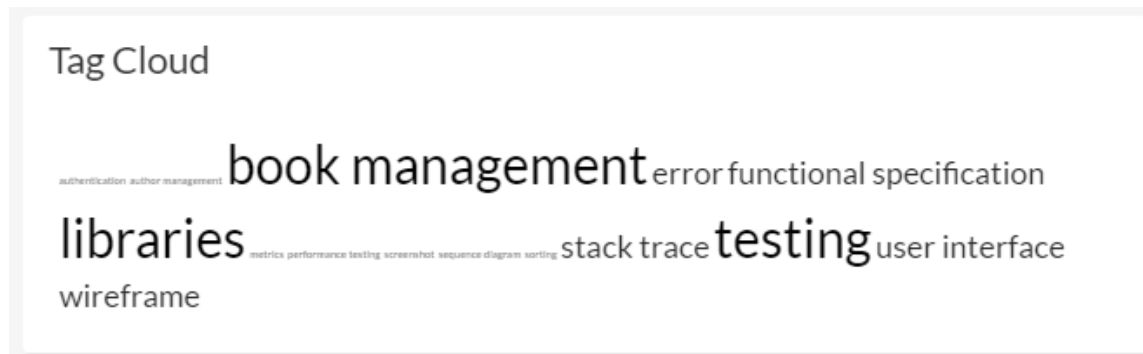 Tag Cloud
authentication author management book management error functional specification
libraries metrics performance testing screenshot sequence diagram sorting stack trace testing user interface
wireframe